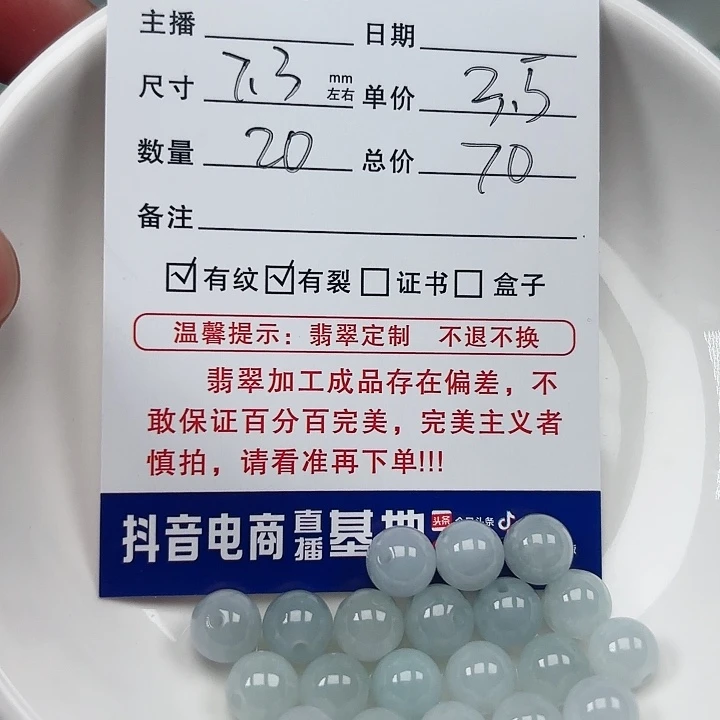 主播 日期
尺寸 7.3 mm左右 单价 3.5
数量 20 总价 70
备注
☑有纹 ☑有裂 ☐证书 ☐盒子
温馨提示：翡翠定制 不退不换
翡翠加工成品存在偏差，不
敢保证百分百完美，完美主义者
慎拍，请看准再下单!!!
抖音电商 直播 基地 头条